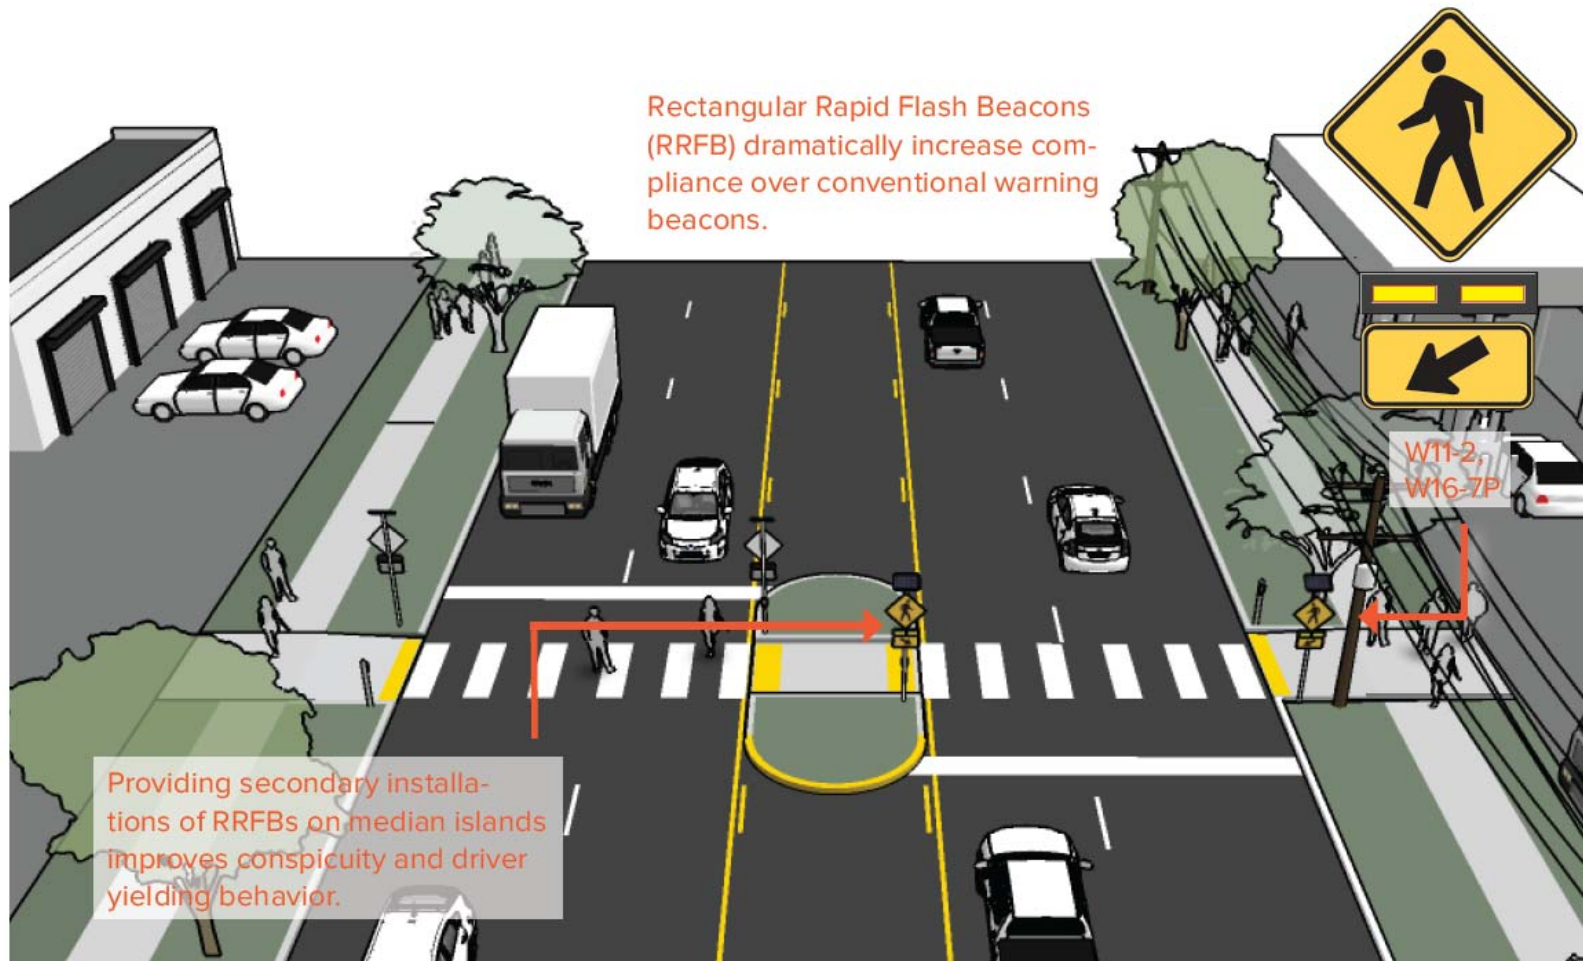 Rectangular Rapid Flash Beacons
(RRFB) dramatically increase com-
pliance over conventional warning
beacons.
W11-2,
W16-7P
Providing secondary installa-
tions of RRFBs on median islands
improves conspicuity and driver
yielding behavior.